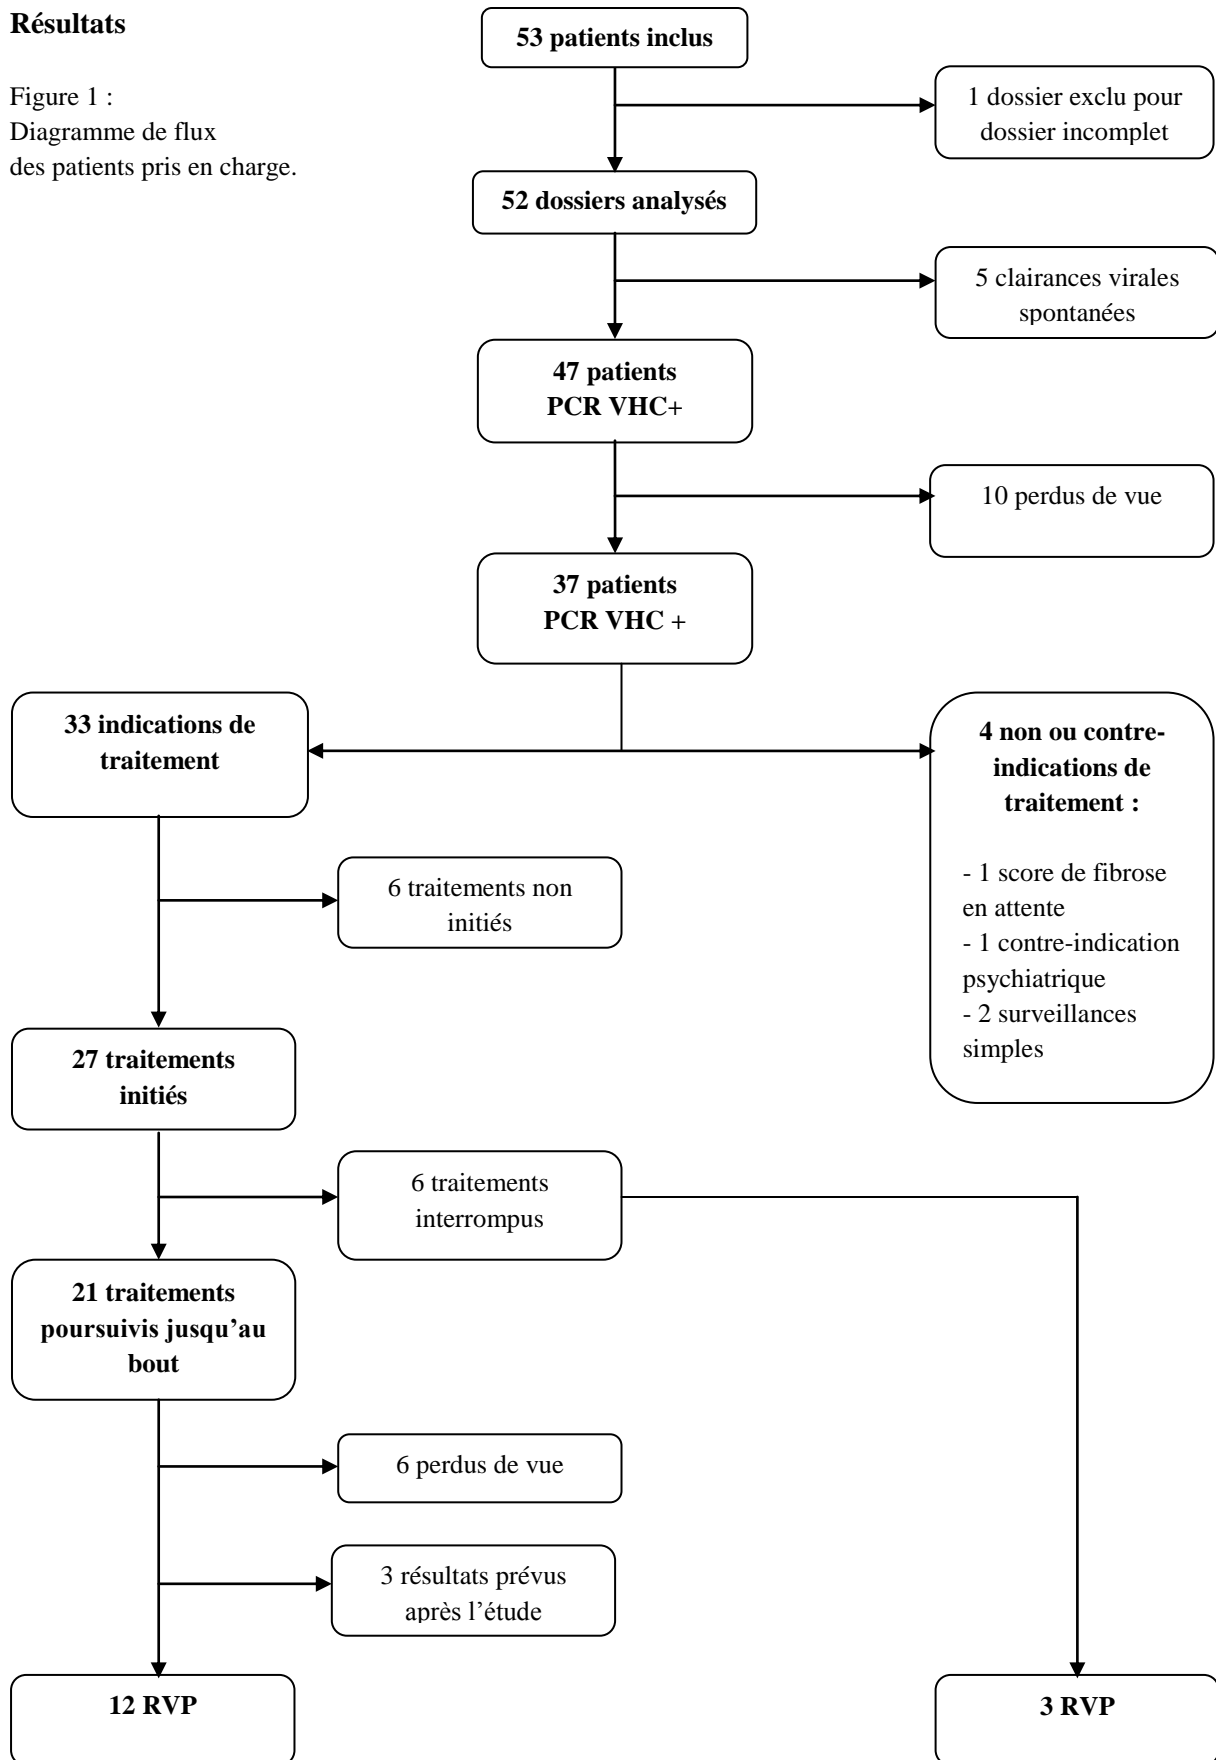 Résultats
Figure 1 :
Diagramme de flux
des patients pris en charge.
53 patients inclus
1 dossier exclu pour
dossier incomplet
52 dossiers analysés
5 clairances virales
spontanées
47 patients
PCR VHC+
10 perdus de vue
37 patients
PCR VHC +
33 indications de
traitement
4 non ou contre-
indications de
traitement :
- 1 score de fibrose
en attente
- 1 contre-indication
psychiatrique
- 2 surveillances
simples
6 traitements non
initiés
27 traitements
initiés
6 traitements
interrompus
21 traitements
poursuivis jusqu’au
bout
6 perdus de vue
3 résultats prévus
après l’étude
12 RVP
3 RVP